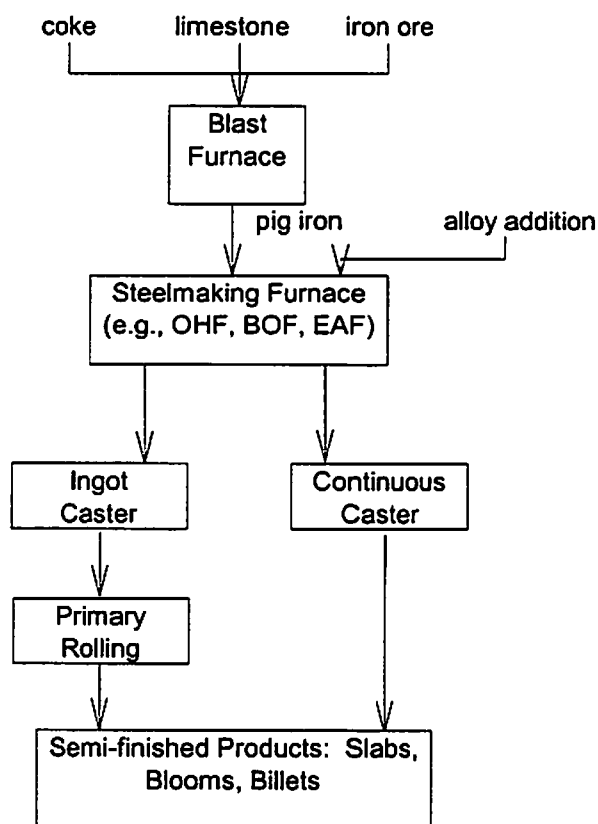 coke limestone iron ore
Blast
Furnace
pig iron alloy addition
Steelmaking Furnace
(e.g., OHF, BOF, EAF)
Ingot
Caster
Continuous
Caster
Primary
Rolling
Semi-finished Products: Slabs,
Blooms, Billets